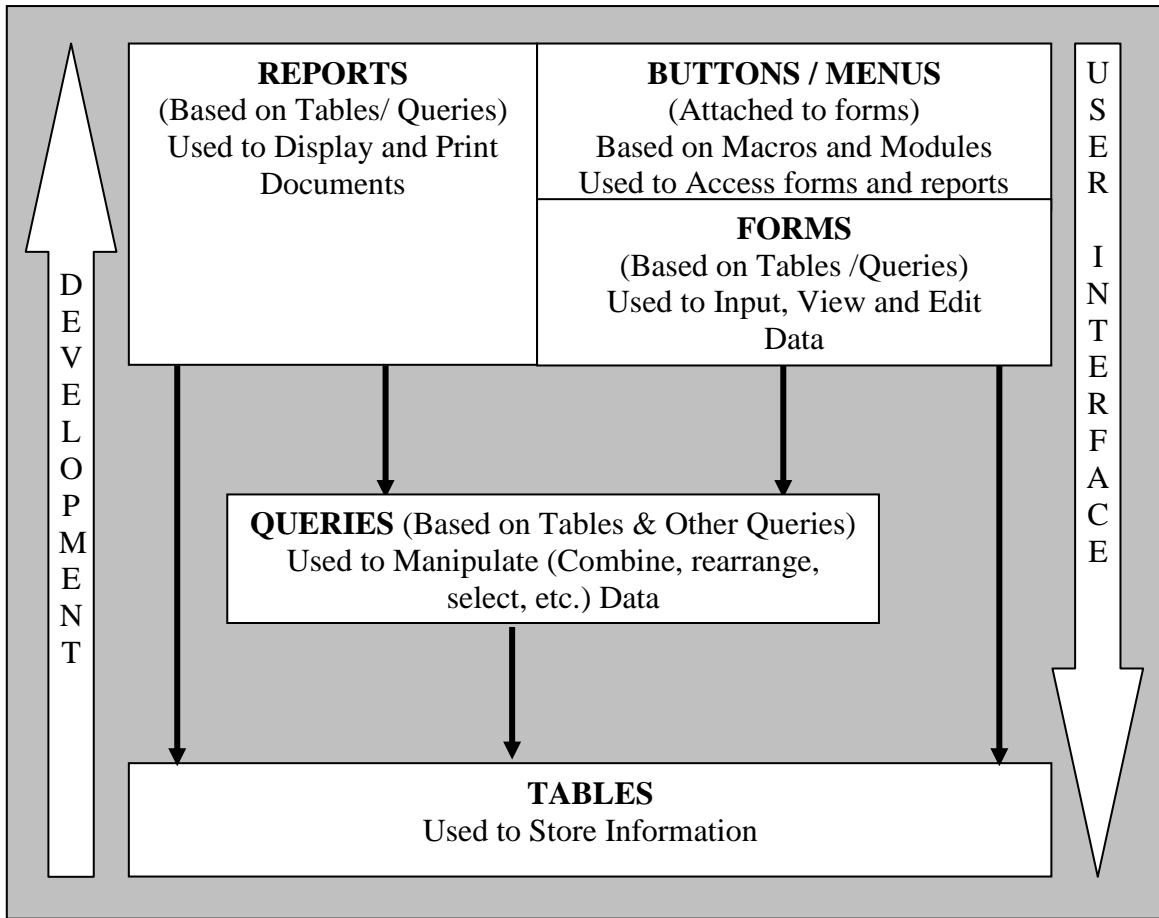 DEVELOPMENT
REPORTS
(Based on Tables/ Queries)
Used to Display and Print
Documents
BUTTONS / MENUS
(Attached to forms)
Based on Macros and Modules
Used to Access forms and reports
FORMS
(Based on Tables /Queries)
Used to Input, View and Edit
Data
USER INTERFACE
QUERIES (Based on Tables & Other Queries)
Used to Manipulate (Combine, rearrange,
select, etc.) Data
TABLES
Used to Store Information